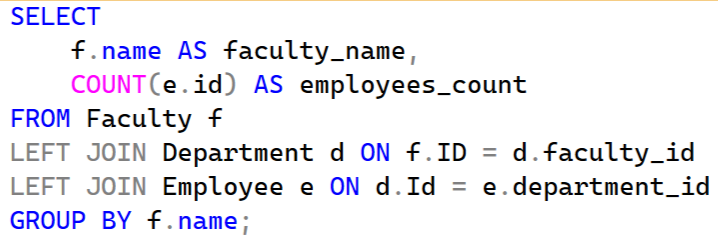 SELECT
    f.name AS faculty_name,
    COUNT(e.id) AS employees_count
FROM Faculty f
LEFT JOIN Department d ON f.ID = d.faculty_id
LEFT JOIN Employee e ON d.Id = e.department_id
GROUP BY f.name;